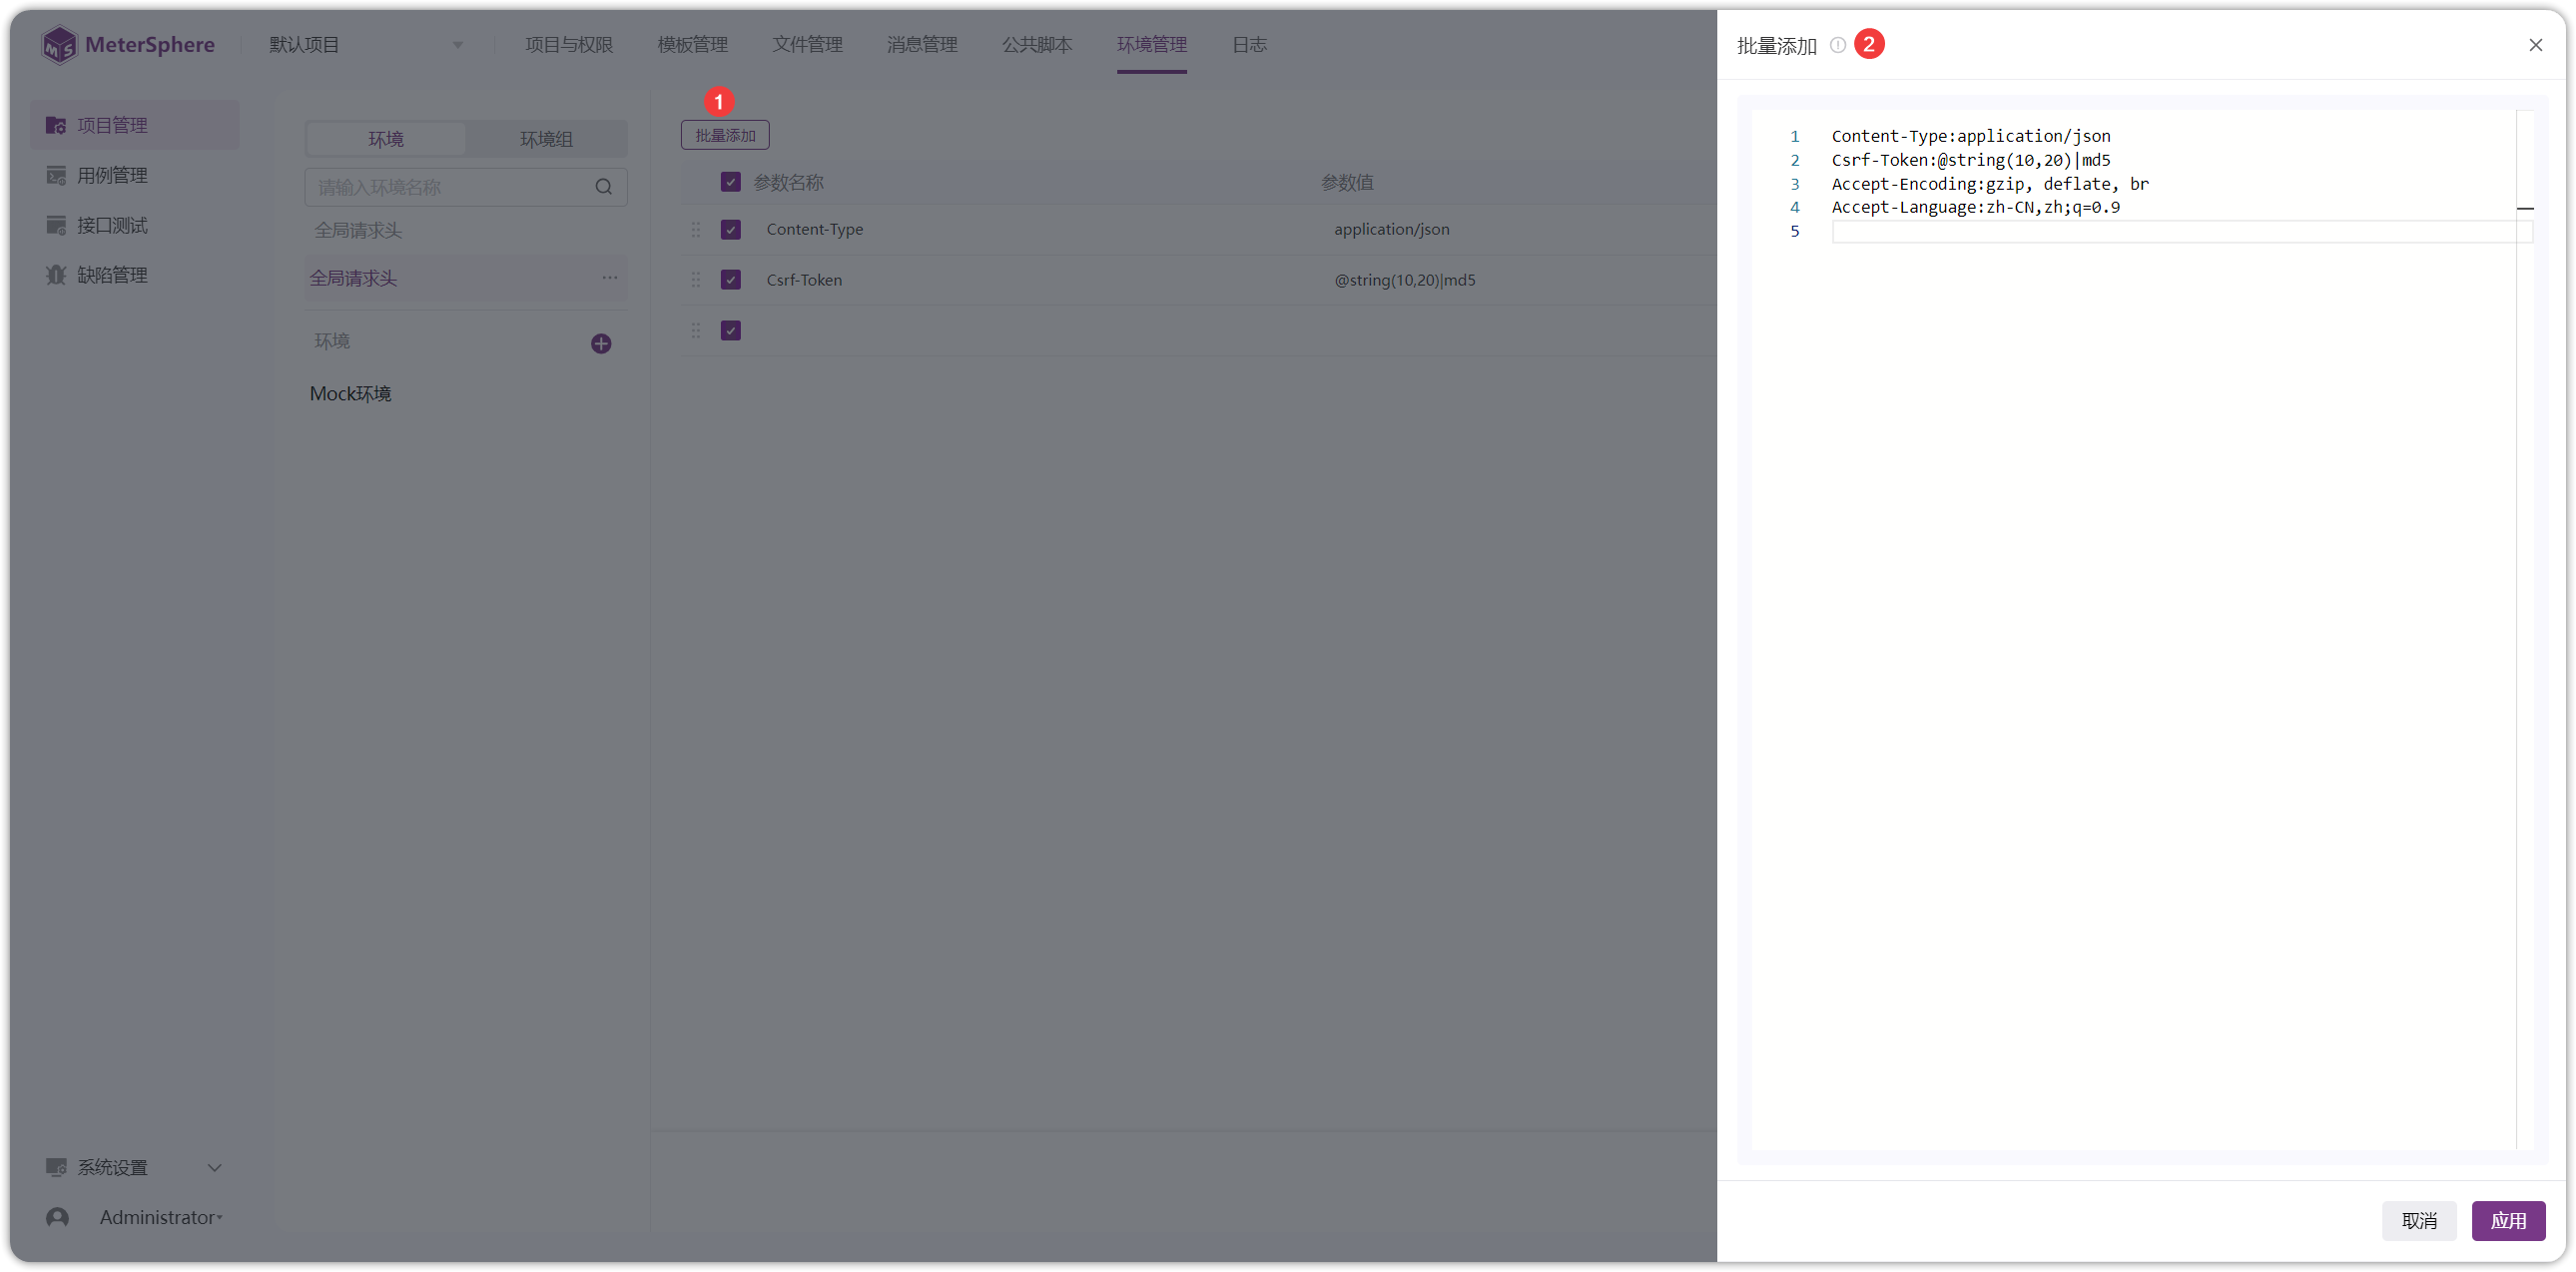 MeterSphere
默认项目
项目与权限
模板管理
文件管理
消息管理
公共脚本
环境管理
日志
项目管理
用例管理
接口测试
缺陷管理
系统设置
Administrator
环境
环境组
请输入环境名称
全局请求头
全局请求头
环境
Mock环境
1
批量添加
参数名称 参数值
Content-Type application/json
Csrf-Token @string(10,20)|md5
批量添加 2
1 Content-Type:application/json
2 Csrf-Token:@string(10,20)|md5
3 Accept-Encoding:gzip, deflate, br
4 Accept-Language:zh-CN,zh;q=0.9
5
取消
应用